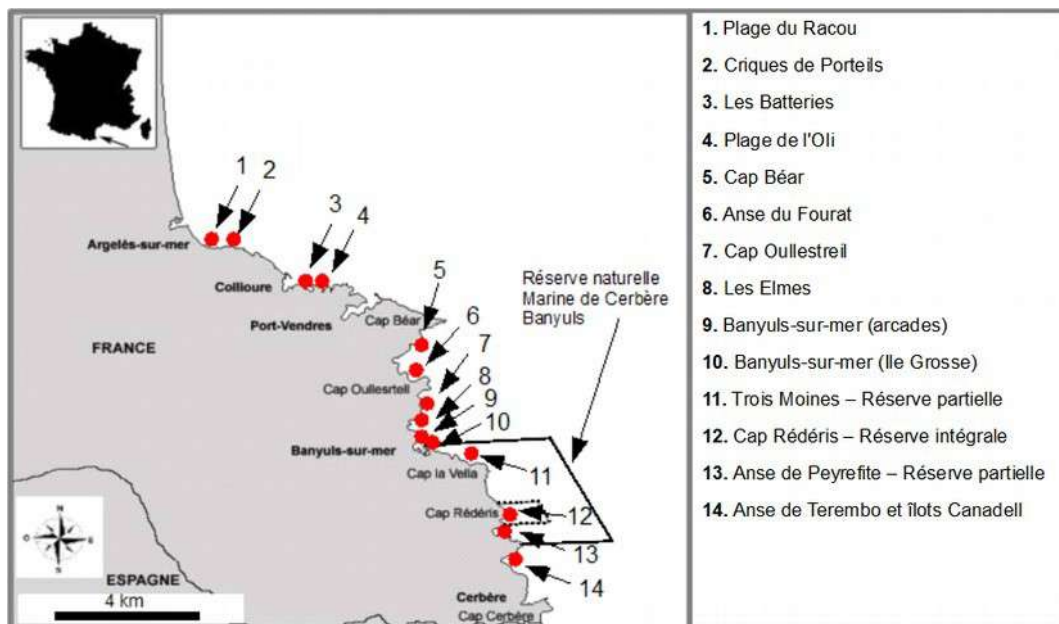 1
2
3
4
5
6
7
8
9
10
11
12
13
14
Argelès-sur-mer
Collioure
Port-Vendres
Cap Béar
FRANCE
Cap Oullesrtell
Banyuls-sur-mer
Cap la Vella
Cap Rédéris
Réserve naturelle
Marine de Cerbère
Banyuls
N
O
E
S
ESPAGNE
4 km
Cerbère
Cap Cerbère
1. Plage du Racou
2. Criques de Porteils
3. Les Batteries
4. Plage de l'Oli
5. Cap Béar
6. Anse du Fourat
7. Cap Oullestreil
8. Les Elmes
9. Banyuls-sur-mer (arcades)
10. Banyuls-sur-mer (Ile Grosse)
11. Trois Moines – Réserve partielle
12. Cap Rédéris – Réserve intégrale
13. Anse de Peyrefite – Réserve partielle
14. Anse de Terembo et îlots Canadell